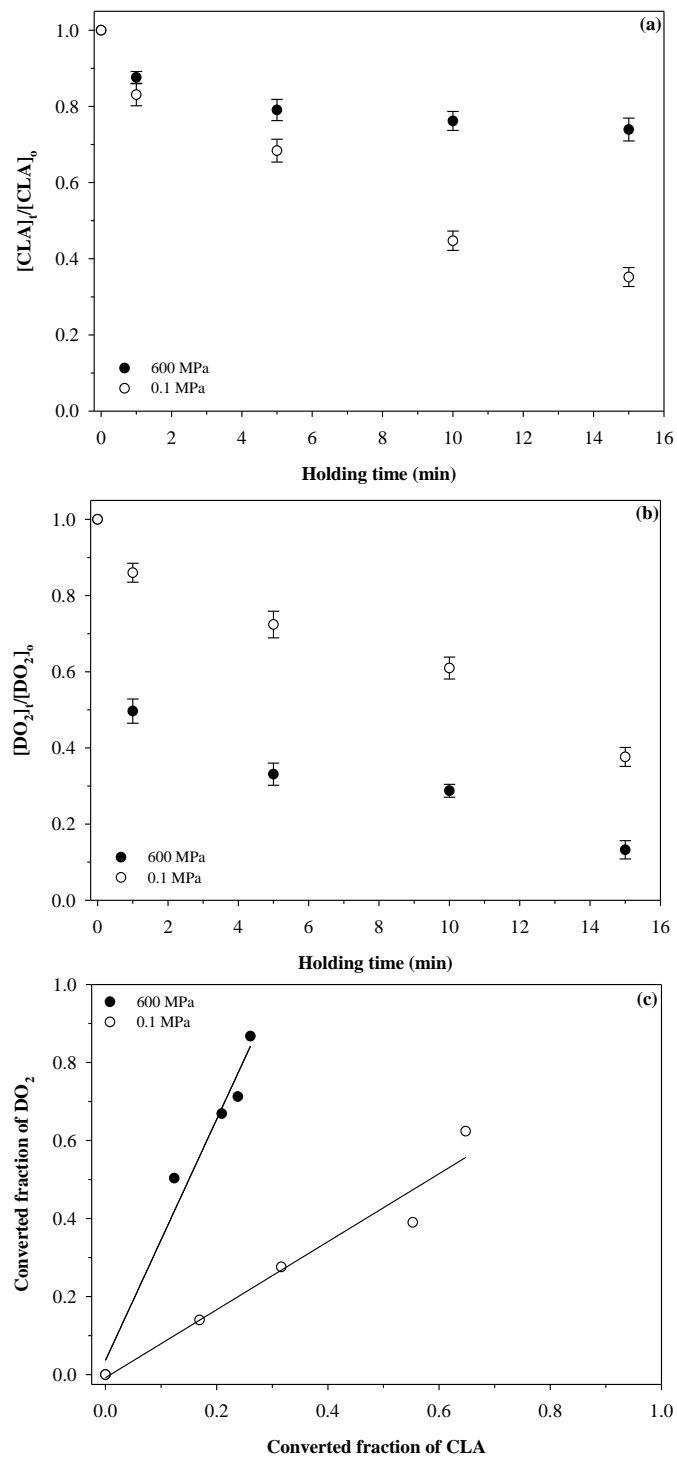 (a)
1.0
0.8
0.6
0.4
0.2
0.0
[CLA]t/[CLA]o
600 MPa
0.1 MPa
0 2 4 6 8 10 12 14 16
Holding time (min)
(b)
1.0
0.8
0.6
0.4
0.2
0.0
[DO2]t/[DO2]o
600 MPa
0.1 MPa
0 2 4 6 8 10 12 14 16
Holding time (min)
(c)
1.0
0.8
0.6
0.4
0.2
0.0
Converted fraction of DO2
600 MPa
0.1 MPa
0.0 0.2 0.4 0.6 0.8 1.0
Converted fraction of CLA